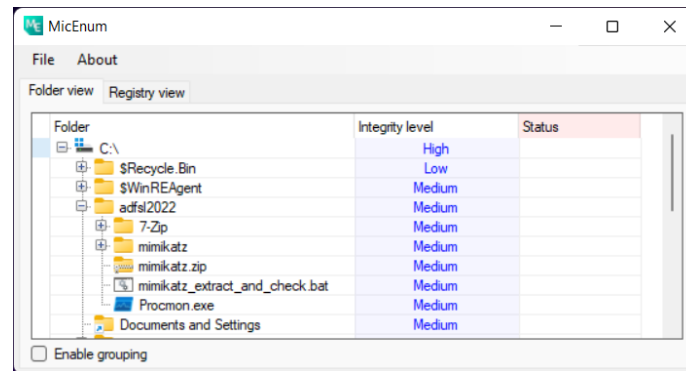 MicEnum
File About
Folder view Registry view
Folder Integrity level Status
C:\ High
$Recycle.Bin Low
$WinREAgent Medium
adfsl2022 Medium
7-Zip Medium
mimikatz Medium
mimikatz.zip Medium
mimikatz_extract_and_check.bat Medium
Procmon.exe Medium
Documents and Settings Medium
Enable grouping